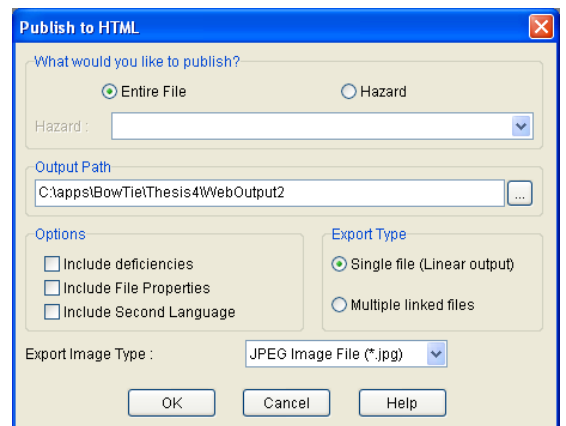 Publish to HTML
What would you like to publish?
Entire File Hazard
Hazard :
Output Path
C:\apps\BowTie\Thesis4\WebOutput2
...
Options
Include deficiencies
Include File Properties
Include Second Language
Export Type
Single file (Linear output)
Multiple linked files
Export Image Type : JPEG Image File (*.jpg)
OK Cancel Help